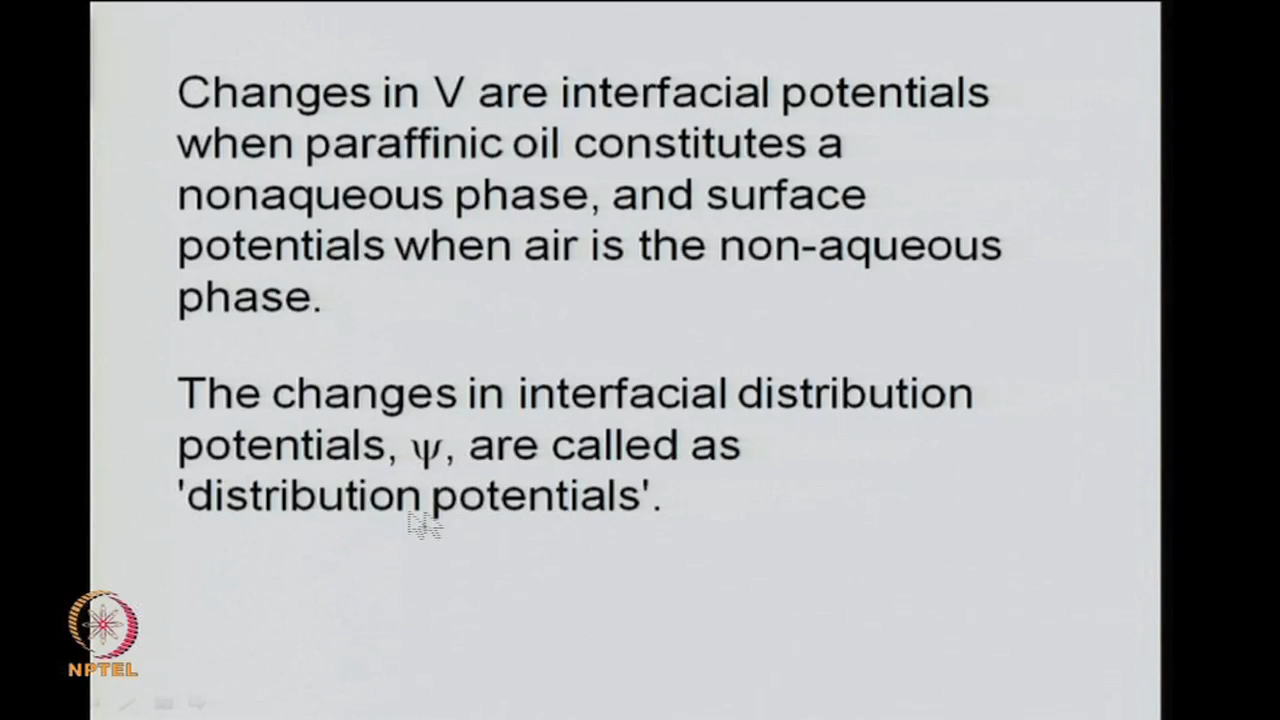 Changes in V are interfacial potentials
when paraffinic oil constitutes a
nonaqueous phase, and surface
potentials when air is the non-aqueous
phase.
The changes in interfacial distribution
potentials, ψ, are called as
'distribution potentials'.
NPTEL